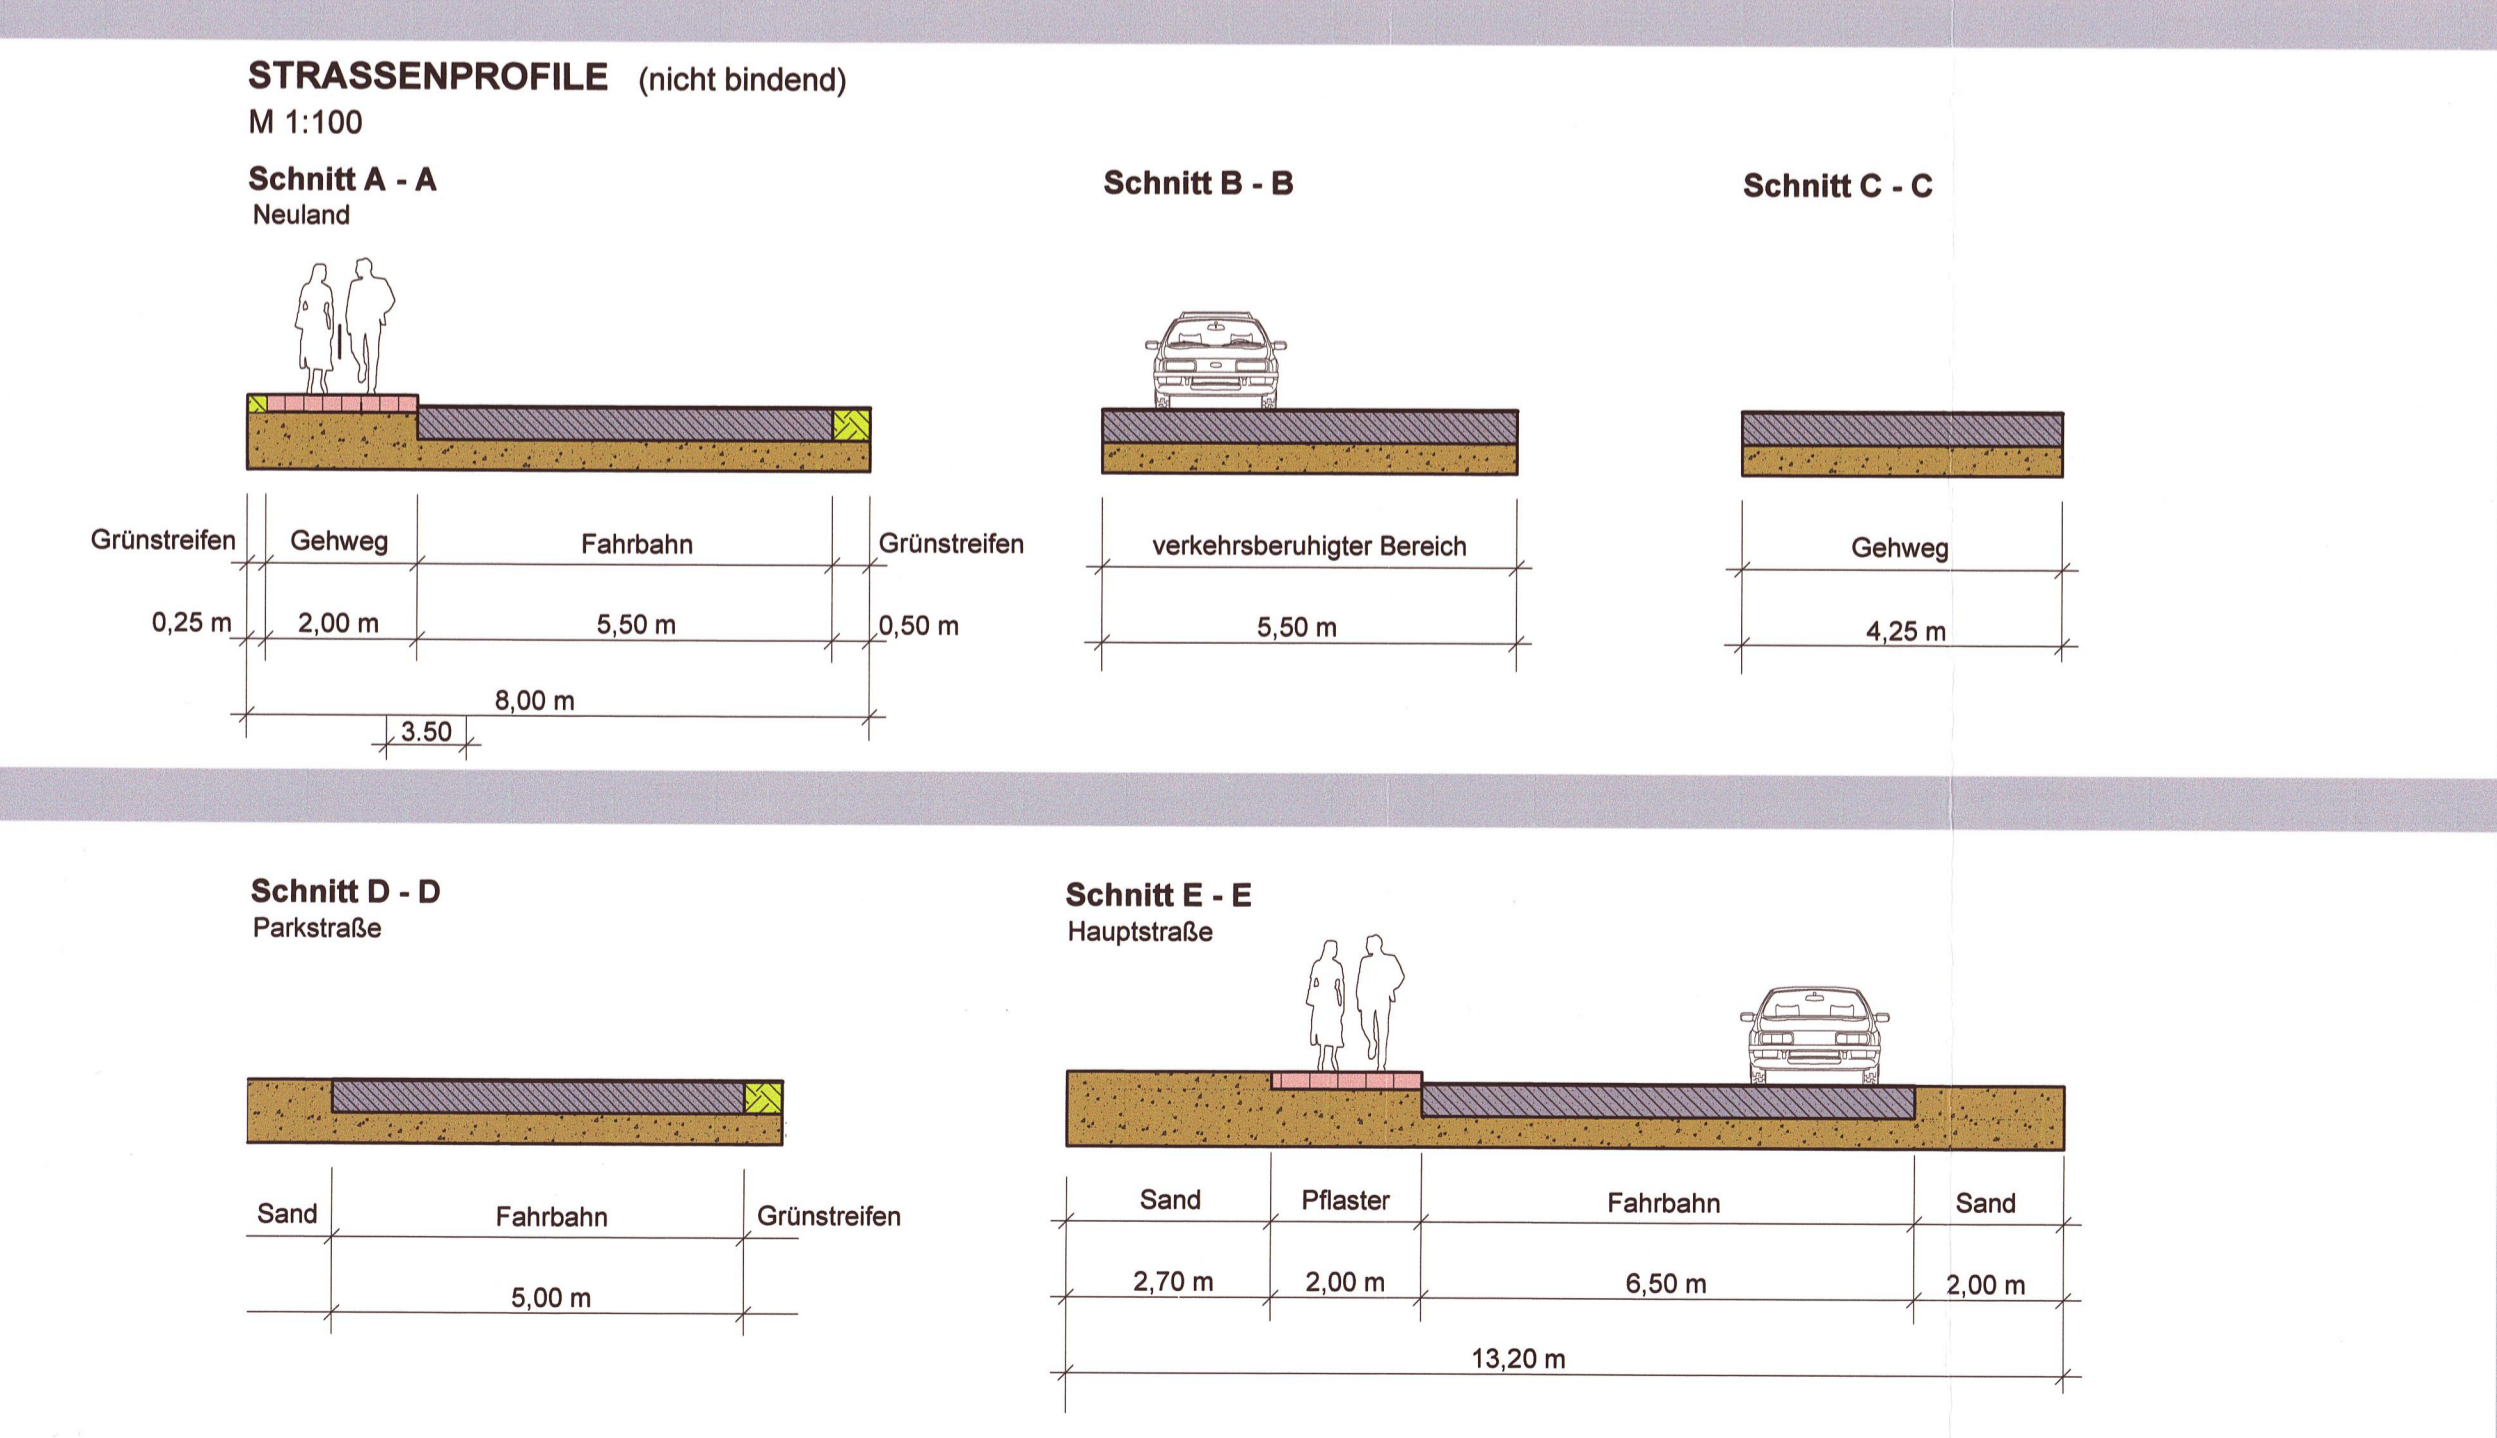 STRASSENPROFILE (nicht bindend)
M 1:100
Schnitt A - A
Neuland
Schnitt B - B
Schnitt C - C
Grünstreifen Gehweg Fahrbahn Grünstreifen
0,25 m 2,00 m 5,50 m 0,50 m
8,00 m
3.50
verkehrsberuhigter Bereich
5,50 m
Gehweg
4,25 m
Schnitt D - D
Parkstraße
Schnitt E - E
Hauptstraße
Sand Fahrbahn Grünstreifen
5,00 m
Sand Pflaster Fahrbahn Sand
2,70 m 2,00 m 6,50 m 2,00 m
13,20 m